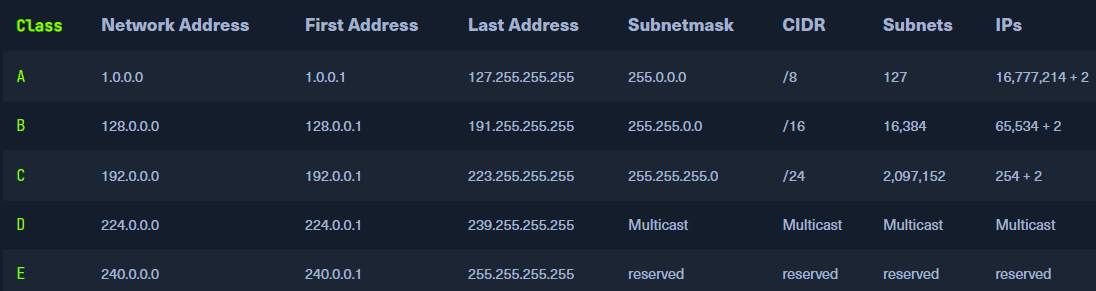 Class Network Address First Address Last Address Subnetmask CIDR Subnets IPs
A 1.0.0.0 1.0.0.1 127.255.255.255 255.0.0.0 /8 127 16,777,214 + 2
B 128.0.0.0 128.0.0.1 191.255.255.255 255.255.0.0 /16 16,384 65,534 + 2
C 192.0.0.0 192.0.0.1 223.255.255.255 255.255.255.0 /24 2,097,152 254 + 2
D 224.0.0.0 224.0.0.1 239.255.255.255 Multicast Multicast Multicast Multicast
E 240.0.0.0 240.0.0.1 255.255.255.255 reserved reserved reserved reserved